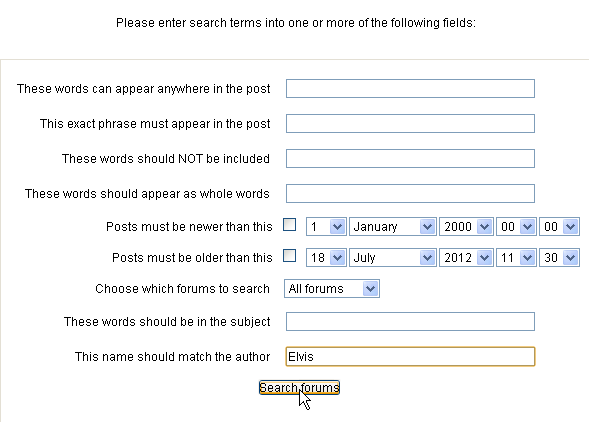 Please enter search terms into one or more of the following fields:
These words can appear anywhere in the post
This exact phrase must appear in the post
These words should NOT be included
These words should appear as whole words
Posts must be newer than this 1 January 2000 00 00
Posts must be older than this 18 July 2012 11 30
Choose which forums to search All forums
These words should be in the subject
This name should match the author Elvis
Search forums